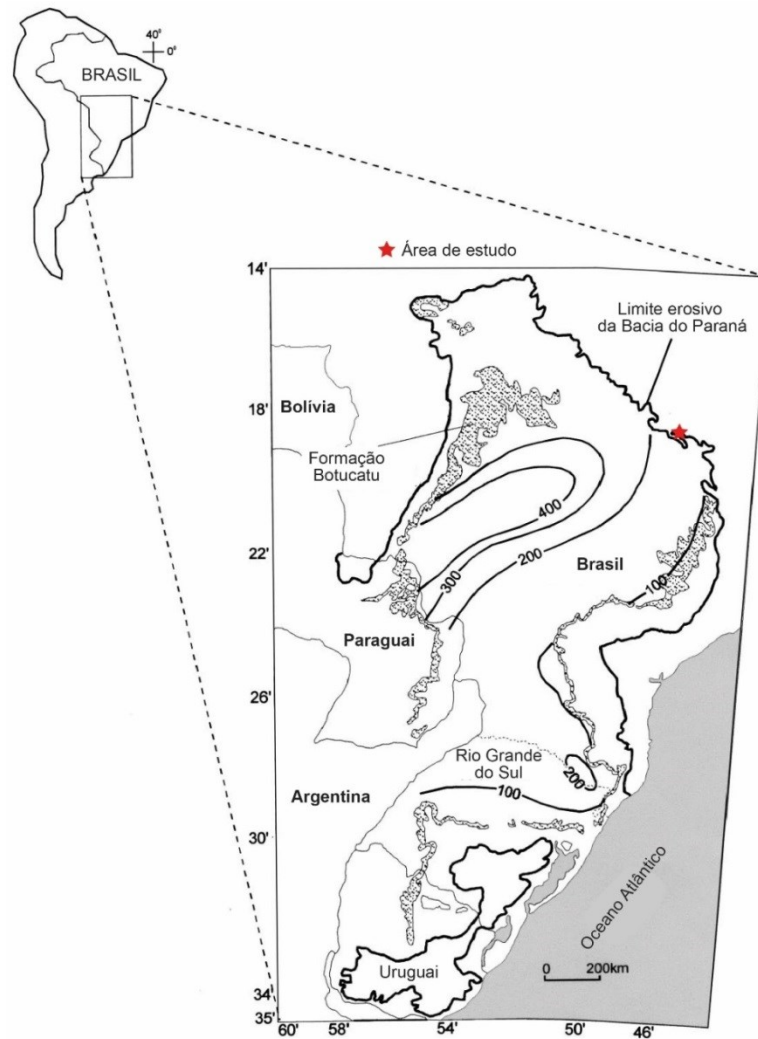 40°
0°
BRASIL
Área de estudo
14'
Limite erosivo
da Bacia do Paraná
18'
Bolívia
Formação
Botucatu
400
22'
300
200
Brasil
100
Paraguai
26'
Rio Grande
do Sul
200
Argentina
100
30'
Oceano Atlântico
Uruguai
0 200km
34'
35'
60' 58' 54' 50' 46'